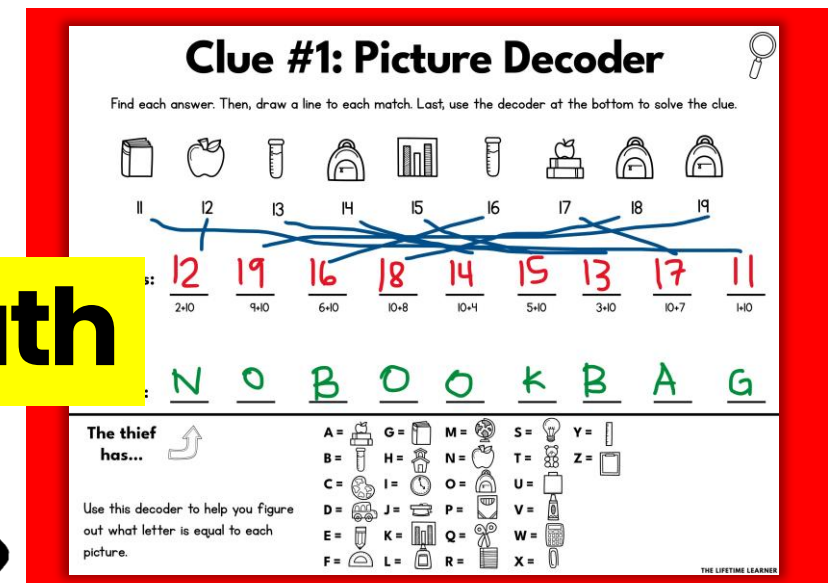 Clue #1: Picture Decoder
Find each answer. Then, draw a line to each match. Last, use the decoder at the bottom to solve the clue.
11 12 13 14 15 16 17 18 19
s: 12 19 16 18 14 15 13 17 11
2+10 9+10 6+10 10+8 10+4 5+10 3+10 10+7 1+10
ath
: N O B O O K B A G
The thief
has...
A = G = M = S = Y =
B = H = N = T = Z =
C = I = O = U =
Use this decoder to help you figure
out what letter is equal to each
picture.
D = J = P = V =
E = K = Q = W =
F = L = R = X =
THE LIFETIME LEARNER